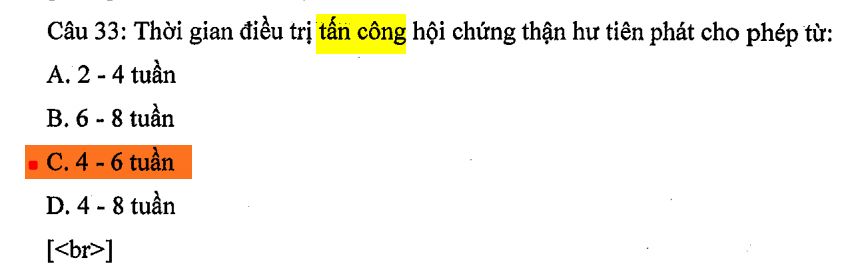 Câu 33: Thời gian điều trị tấn công hội chứng thận hư tiên phát cho phép từ:
A. 2 - 4 tuần
B. 6 - 8 tuần
C. 4 - 6 tuần
D. 4 - 8 tuần
[<br>]